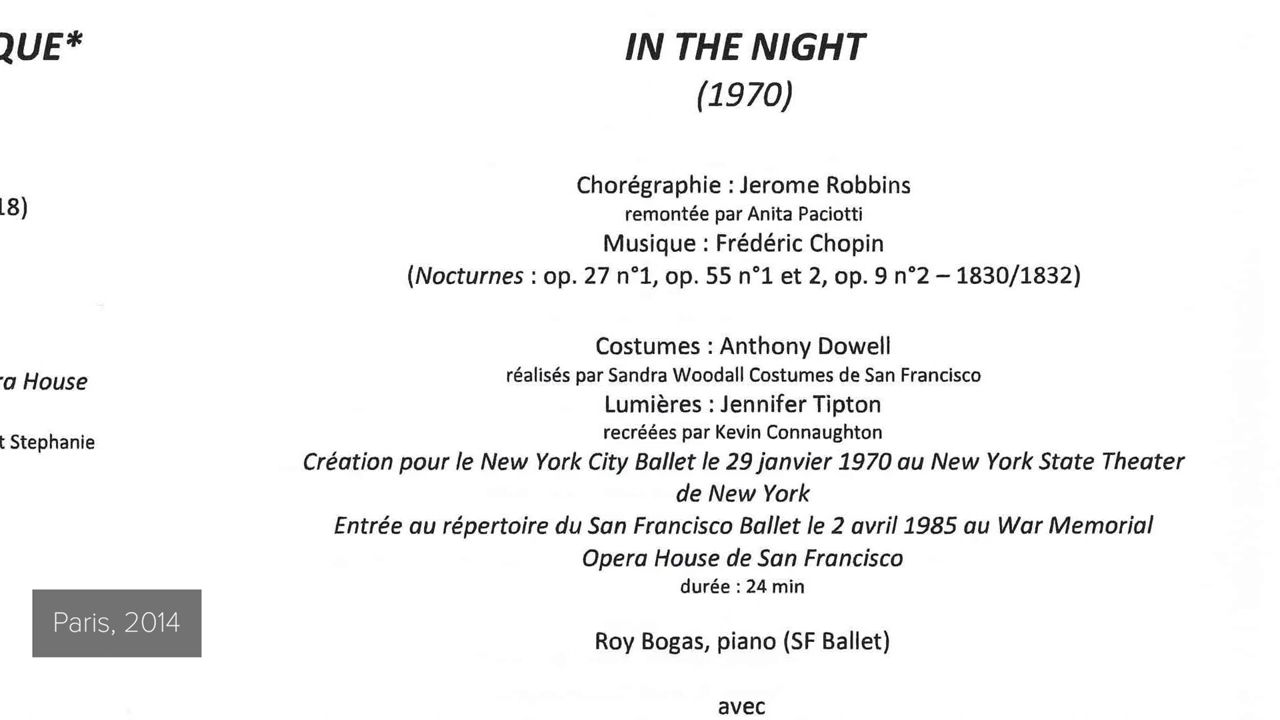 QUE*
18)
ra House
t Stephanie
IN THE NIGHT
(1970)
Chorégraphie : Jerome Robbins
remontée par Anita Paciotti
Musique : Frédéric Chopin
(Nocturnes : op. 27 n°1, op. 55 n°1 et 2, op. 9 n°2 – 1830/1832)
Costumes : Anthony Dowell
réalisés par Sandra Woodall Costumes de San Francisco
Lumières : Jennifer Tipton
recréées par Kevin Connaughton
Création pour le New York City Ballet le 29 janvier 1970 au New York State Theater
de New York
Entrée au répertoire du San Francisco Ballet le 2 avril 1985 au War Memorial
Opera House de San Francisco
durée : 24 min
Roy Bogas, piano (SF Ballet)
avec
Paris, 2014